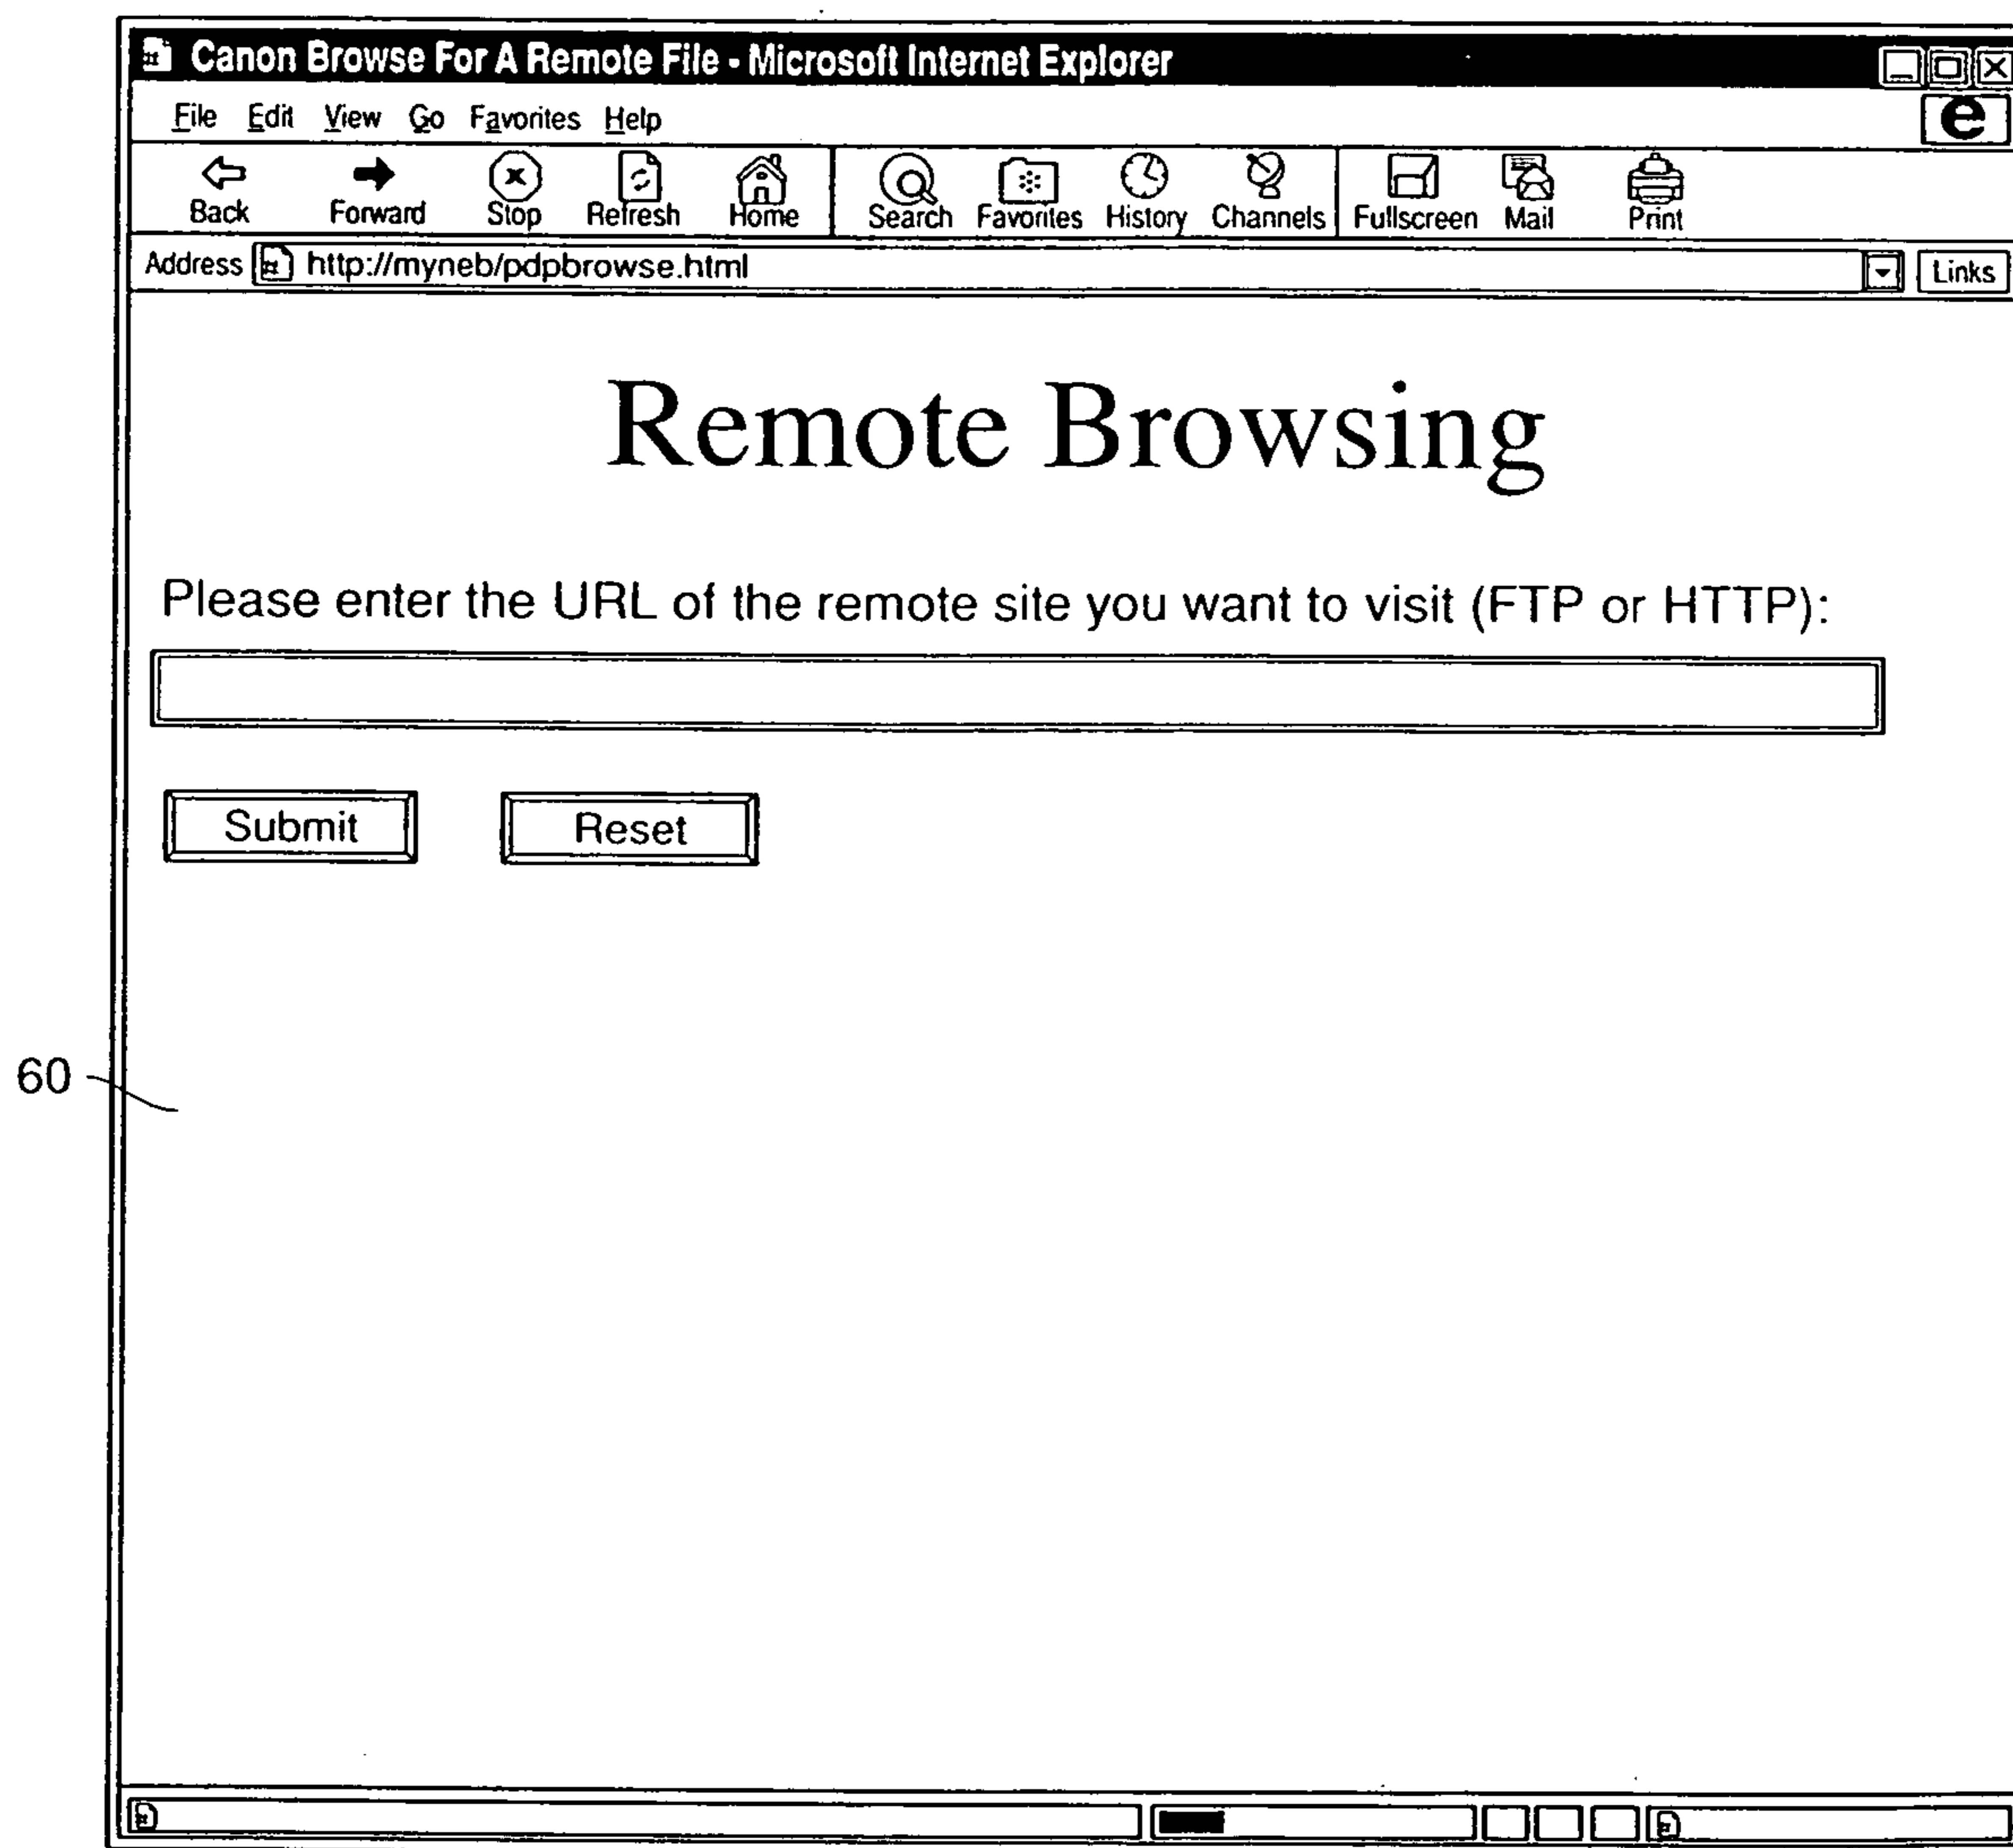 Canon Browse For A Remote File - Microsoft Internet Explorer
File Edit View Go Favorites Help
e
Back Forward Stop Refresh Home Search Favorites History Channels Fullscreen Mail Print
Address http://myneb/pdpbrowse.html Links
Remote Browsing
Please enter the URL of the remote site you want to visit (FTP or HTTP):
Submit Reset
60